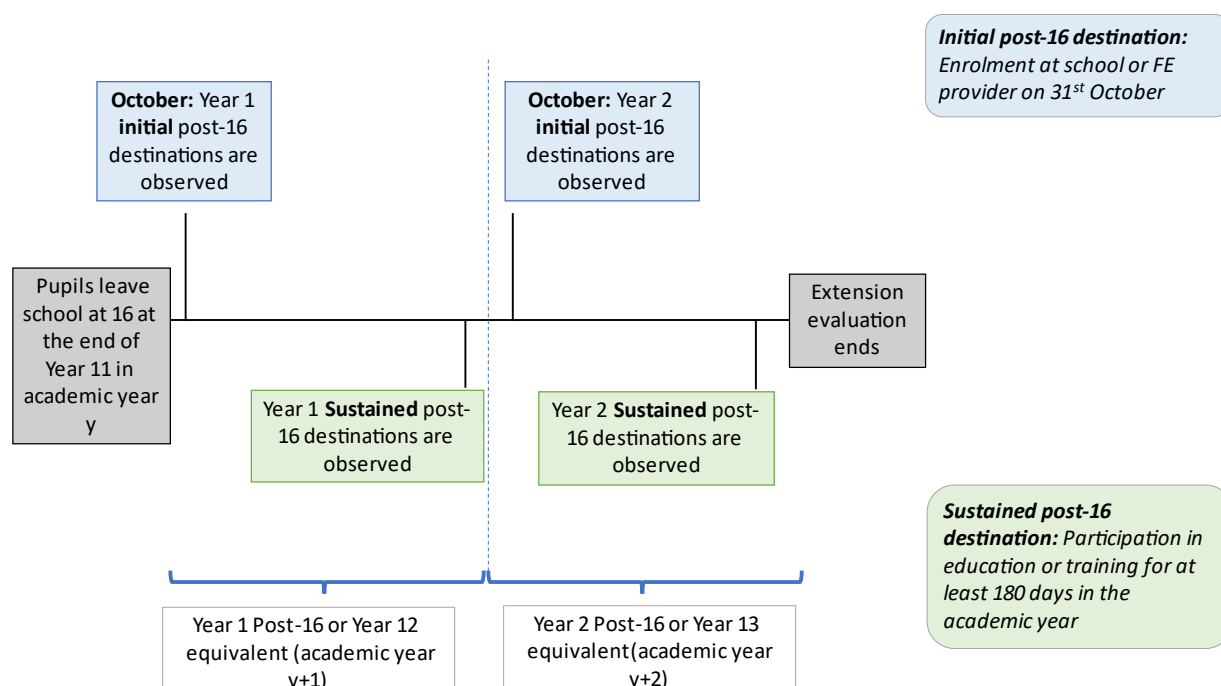 Initial post-16 destination:
Enrolment at school or FE
provider on 31st October
October: Year 1
initial post-16
destinations are
observed
October: Year 2
initial post-16
destinations are
observed
Pupils leave
school at 16 at
the end of
Year 11 in
academic year
y
Extension
evaluation
ends
Year 1 Sustained post-
16 destinations are
observed
Year 2 Sustained post-
16 destinations are
observed
Sustained post-16
destination: Participation in
education or training for at
least 180 days in the
academic year
Year 1 Post-16 or Year 12
equivalent (academic year
y+1)
Year 2 Post-16 or Year 13
equivalent (academic year
y+2)